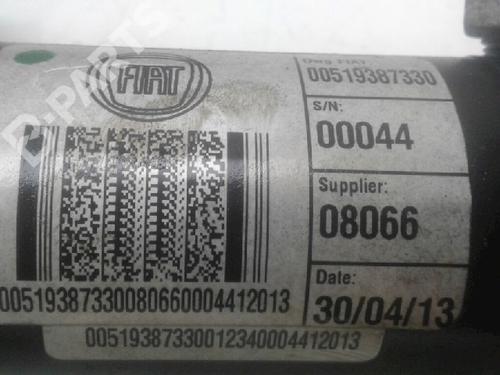 FIAT
Dwg FIAT
00519387330
S/N:
00044
Supplier:
08066
Date:
30/04/13
00519387330080660004412013
00519387330012340004412013
D-PARTS